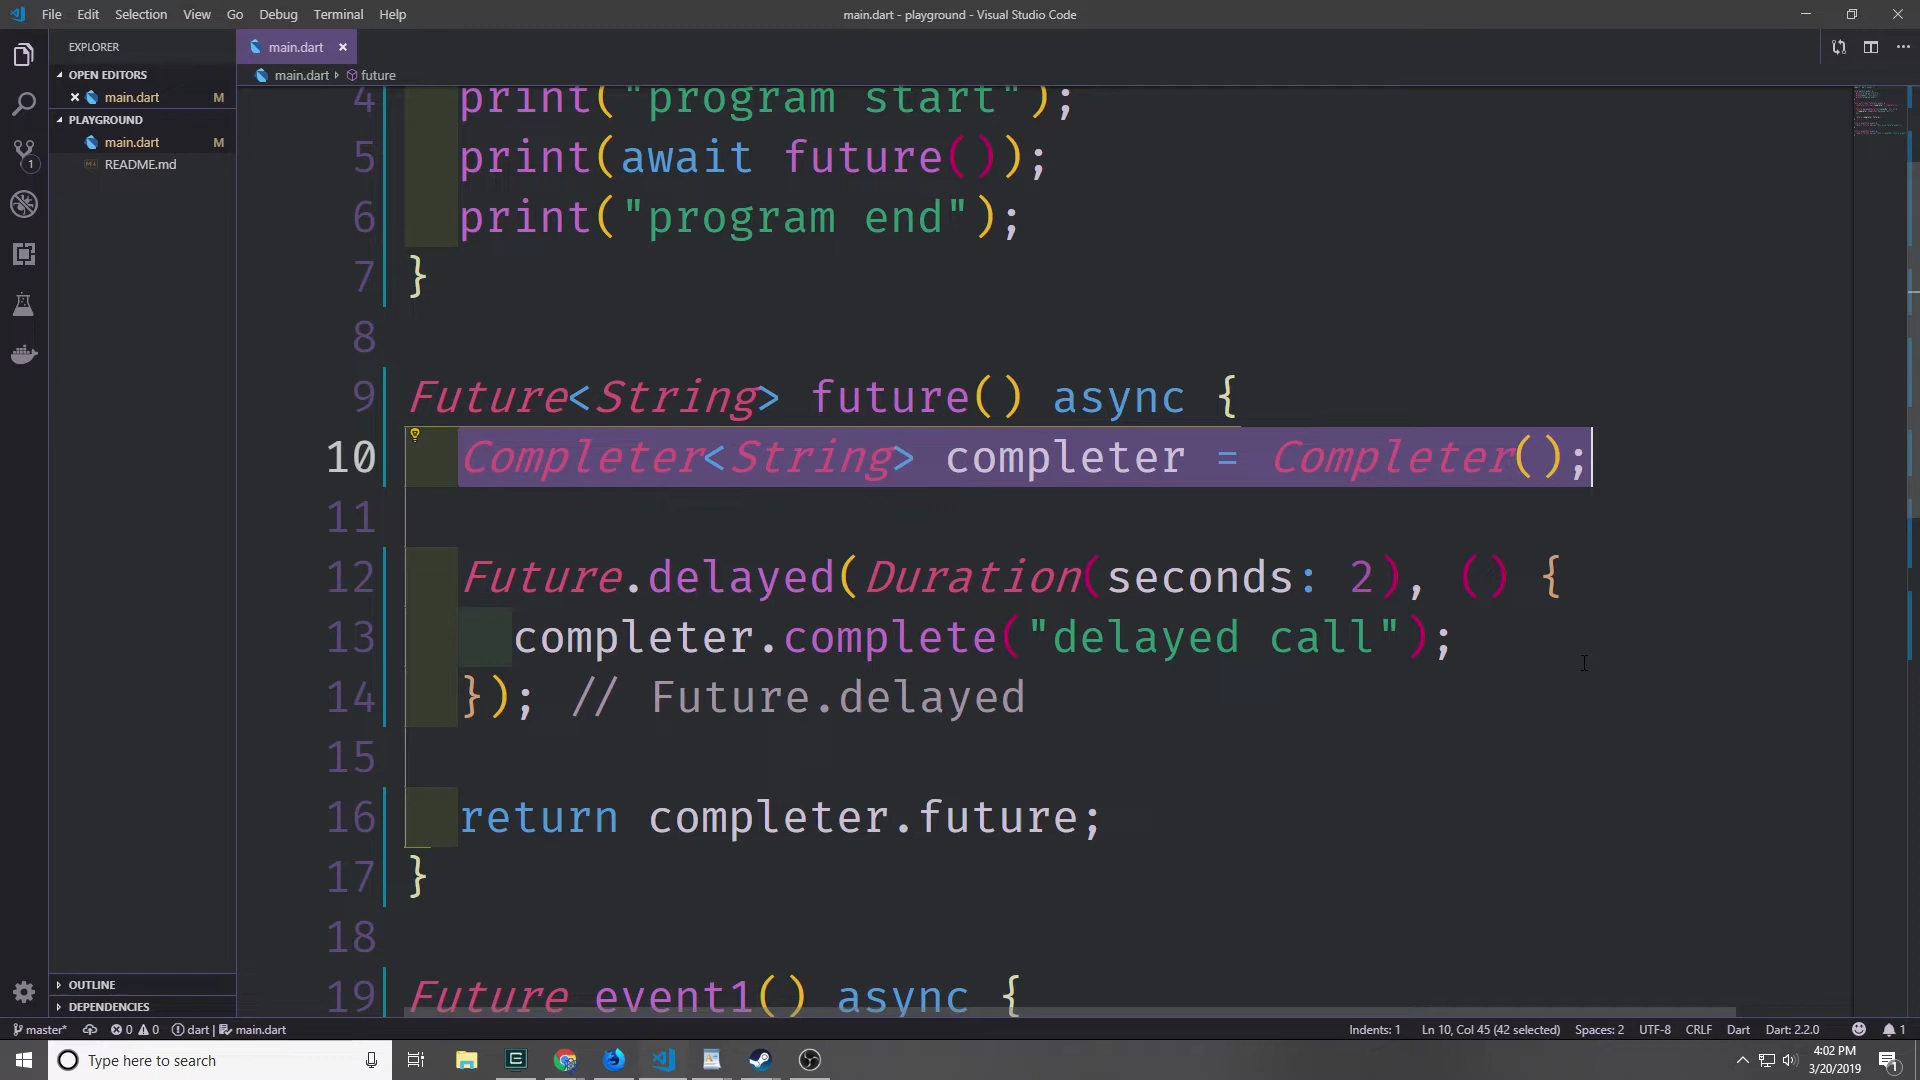 File Edit Selection View Go Debug Terminal Help
main.dart - playground - Visual Studio Code
EXPLORER
main.dart
OPEN EDITORS
main.dart M
PLAYGROUND
main.dart M
README.md
1
OUTLINE
DEPENDENCIES
main.dart future
4 print("program start");
5 print(await future());
6 print("program end");
7 }
8
9 Future<String> future() async {
10 Completer<String> completer = Completer();
11
12 Future.delayed(Duration(seconds: 2), () {
13 completer.complete("delayed call");
14 }); // Future.delayed
15
16 return completer.future;
17 }
18
19 Future event1() async {
master* 0 0 dart | main.dart
Indents: 1 Ln 10, Col 45 (42 selected) Spaces: 2 UTF-8 CRLF Dart Dart: 2.2.0 1
Type here to search
4:02 PM
3/20/2019
1